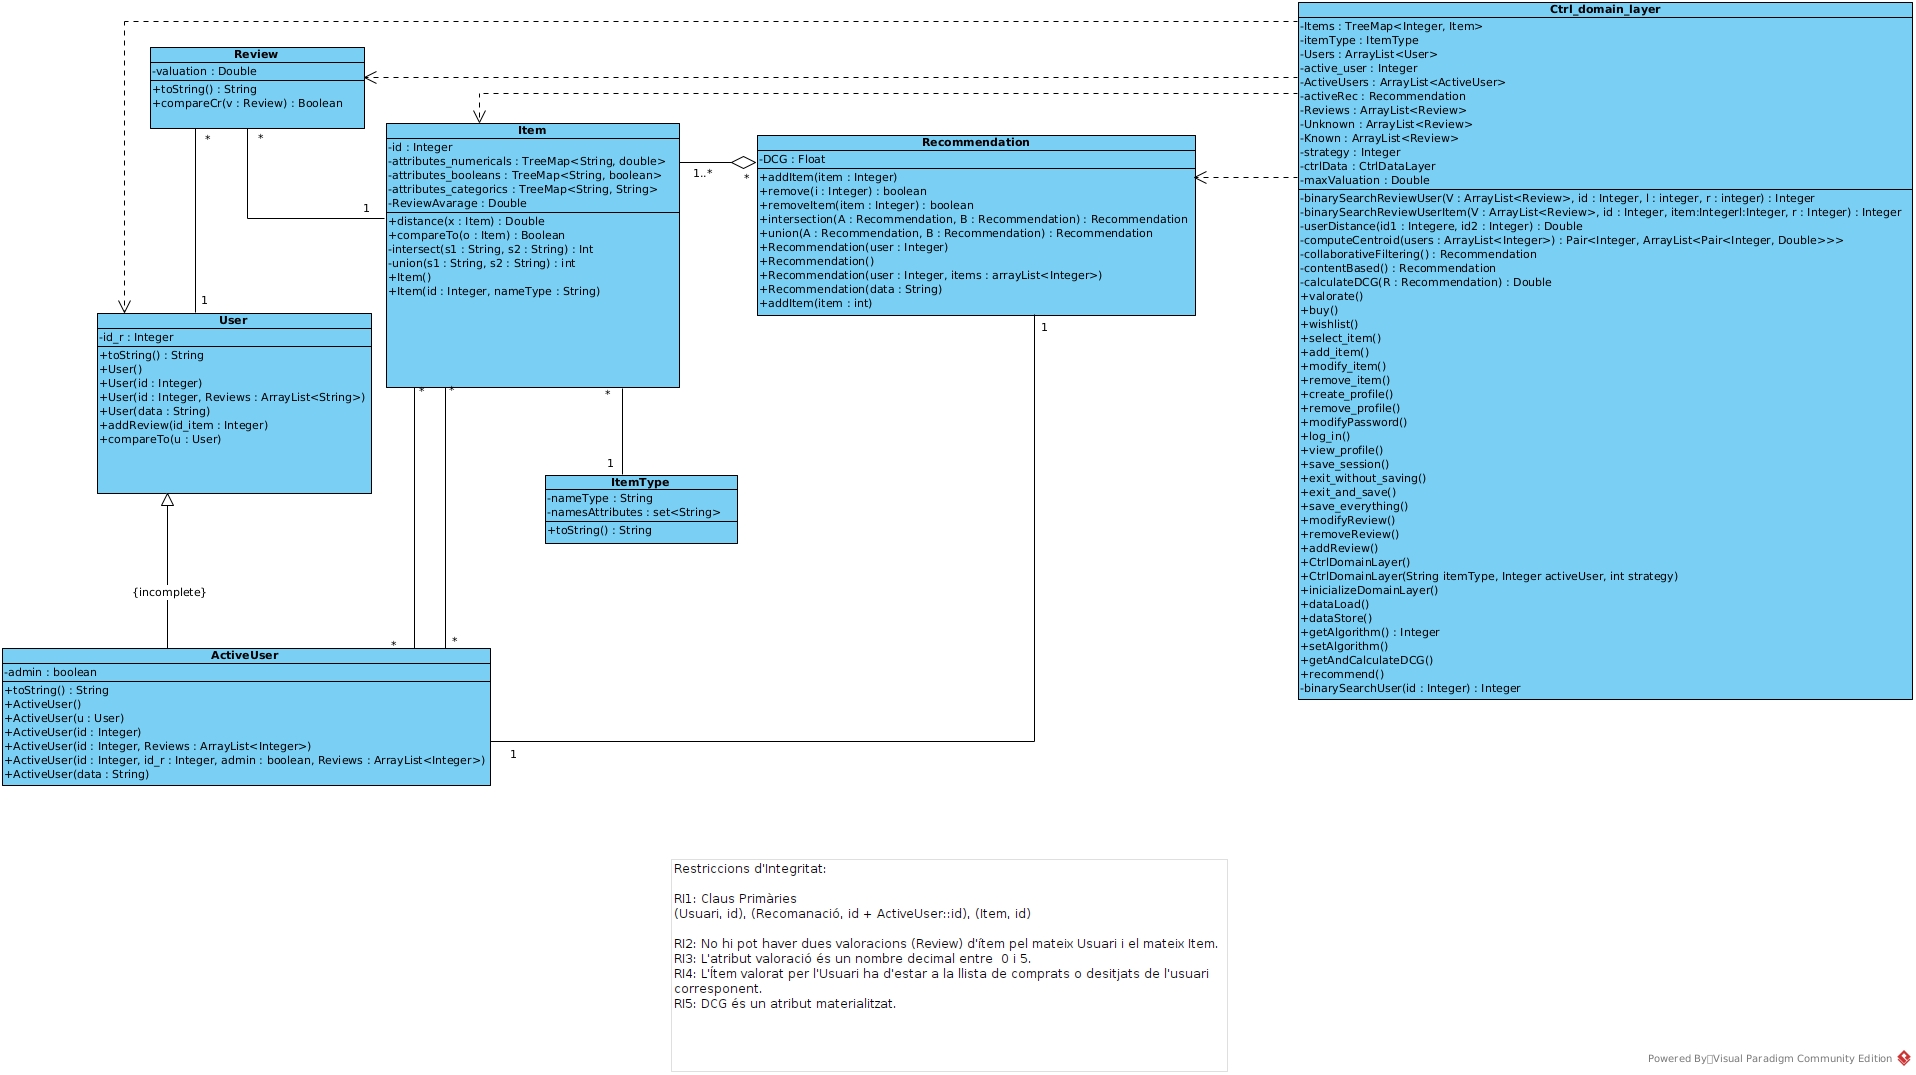 Review
-valuation : Double
+toString() : String
+compareCr(v : Review) : Boolean
*
*
1
1
Item
-id : Integer
-attributes_numericals : TreeMap<String, double>
-attributes_booleans : TreeMap<String, boolean>
-attributes_categorics : TreeMap<String, String>
-ReviewAvarage : Double
+distance(x : Item) : Double
+compareTo(o : Item) : Boolean
-intersect(s1 : String, s2 : String) : Int
-union(s1 : String, s2 : String) : int
+Item()
+Item(id : Integer, nameType : String)
1..*
*
Recommendation
-DCG : Float
+addItem(item : Integer)
+remove(i : Integer) : boolean
+removeItem(item : Integer) : boolean
+intersection(A : Recommendation, B : Recommendation) : Recommendation
+union(A : Recommendation, B : Recommendation) : Recommendation
+Recommendation(user : Integer)
+Recommendation()
+Recommendation(user : Integer, items : arrayList<Integer>)
+Recommendation(data : String)
+addItem(item : int)
1
Ctrl_domain_layer
-Items : TreeMap<Integer, Item>
-itemType : ItemType
-Users : ArrayList<User>
-active_user : Integer
-ActiveUsers : ArrayList<ActiveUser>
-activeRec : Recommendation
-Reviews : ArrayList<Review>
-Unknown : ArrayList<Review>
-Known : ArrayList<Review>
-strategy : Integer
-ctrlData : CtrlDataLayer
-maxValuation : Double
-binarySearchReviewUser(V : ArrayList<Review>, id : Integer, l : integer, r : integer) : Integer
-binarySearchReviewUserItem(V : ArrayList<Review>, id : Integer, item:Integerl:Integer, r : Integer) : Integer
-userDistance(id1 : Integere, id2 : Integer) : Double
-computeCentroid(users : ArrayList<Integer>) : Pair<Integer, ArrayList<Pair<Integer, Double>>>
-collaborativeFiltering() : Recommendation
-contentBased() : Recommendation
-calculateDCG(R : Recommendation) : Double
+valorate()
+buy()
+wishlist()
+select_item()
+add_item()
+modify_item()
+remove_item()
+create_profile()
+remove_profile()
+modifyPassword()
+log_in()
+view_profile()
+save_session()
+exit_without_saving()
+exit_and_save()
+save_everything()
+modifyReview()
+removeReview()
+addReview()
+CtrlDomainLayer()
+CtrlDomainLayer(String itemType, Integer activeUser, int strategy)
+inicializeDomainLayer()
+dataLoad()
+dataStore()
+getAlgorithm() : Integer
+setAlgorithm()
+getAndCalculateDCG()
+recommend()
-binarySearchUser(id : Integer) : Integer
User
-id_r : Integer
+toString() : String
+User()
+User(id : Integer)
+User(id : Integer, Reviews : ArrayList<String>)
+User(data : String)
+addReview(id_item : Integer)
+compareTo(u : User)
*
*
*
1
ItemType
-nameType : String
-namesAttributes : set<String>
+toString() : String
{incomplete}
*
*
ActiveUser
-admin : boolean
+toString() : String
+ActiveUser()
+ActiveUser(u : User)
+ActiveUser(id : Integer)
+ActiveUser(id : Integer, Reviews : ArrayList<Integer>)
+ActiveUser(id : Integer, id_r : Integer, admin : boolean, Reviews : ArrayList<Integer>)
+ActiveUser(data : String)
1
Restriccions d'Integritat:
RI1: Claus Primàries
(Usuari, id), (Recomanació, id + ActiveUser::id), (Item, id)
RI2: No hi pot haver dues valoracions (Review) d'ítem pel mateix Usuari i el mateix Item.
RI3: L'atribut valoració és un nombre decimal entre  0 i 5.
RI4: L'Ítem valorat per l'Usuari ha d'estar a la llista de comprats o desitjats de l'usuari
corresponent.
RI5: DCG és un atribut materialitzat.
Powered By Visual Paradigm Community Edition